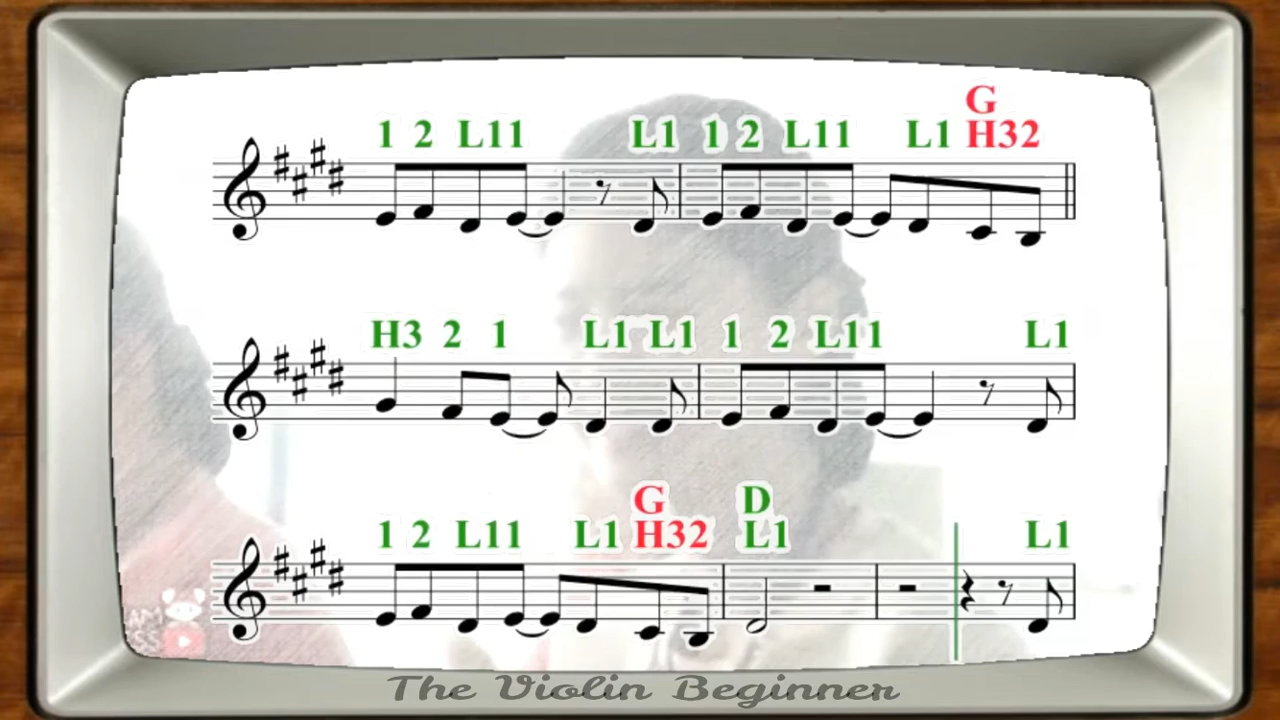 G
1 2 L11 L1 1 2 L11 L1 H32
H3 2 1 L1 L1 1 2 L11 L1
G D
1 2 L11 L1 H32 L1 L1
The Violin Beginner